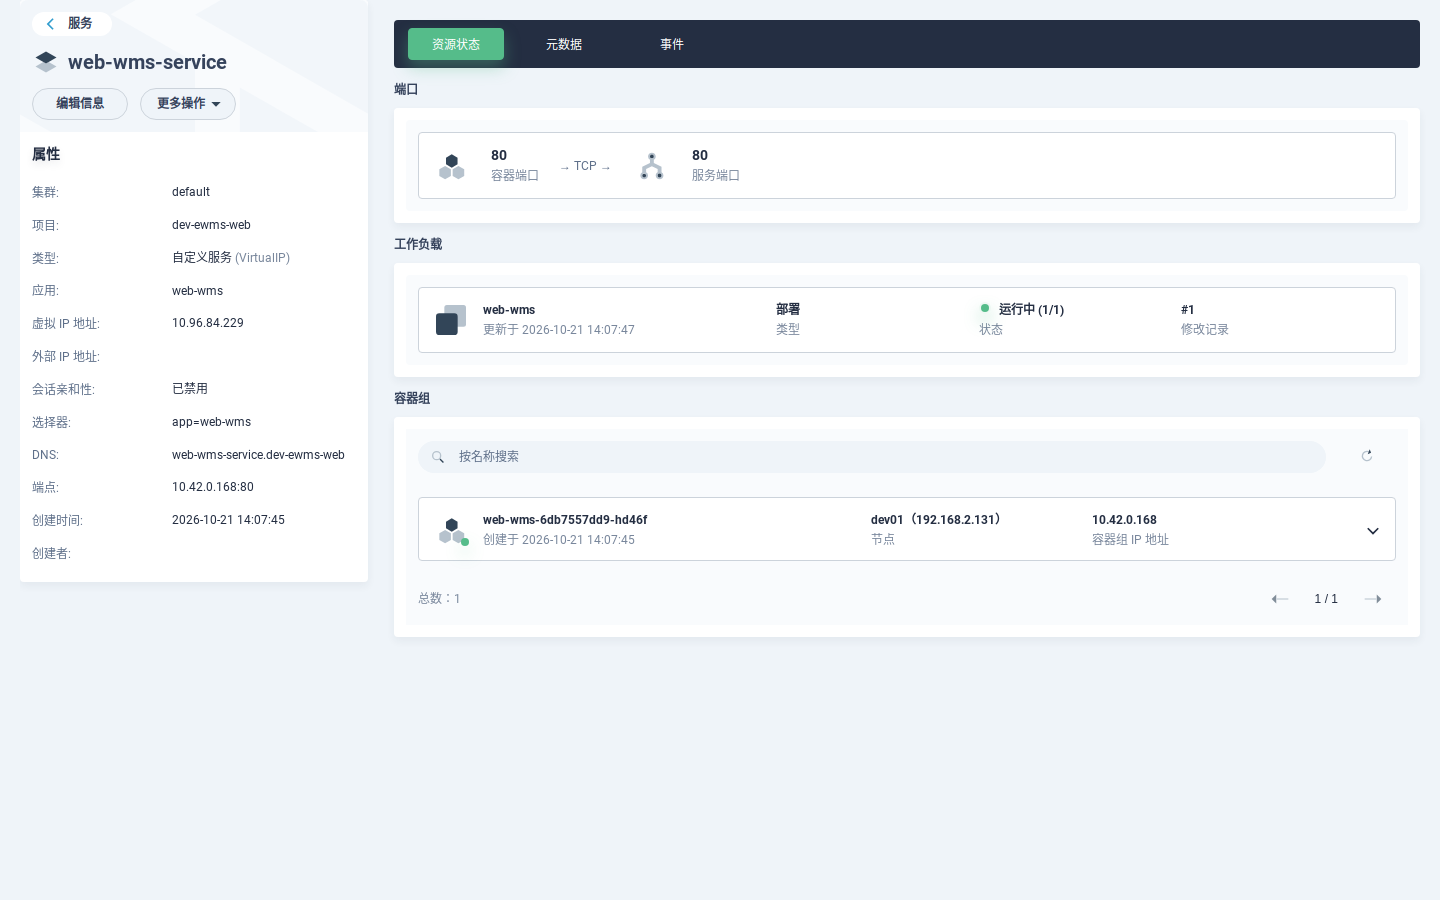 服务
web-wms-service
编辑信息
更多操作
属性
集群: default
项目: dev-ewms-web
类型: 自定义服务 (VirtualIP)
应用: web-wms
虚拟 IP 地址: 10.96.84.229
外部 IP 地址:
会话亲和性: 已禁用
选择器: app=web-wms
DNS: web-wms-service.dev-ewms-web
端点: 10.42.0.168:80
创建时间: 2026-10-21 14:07:45
创建者:
资源状态 元数据 事件
端口
80
容器端口
→ TCP →
80
服务端口
工作负载
web-wms
更新于 2026-10-21 14:07:47
部署
类型
运行中 (1/1)
状态
#1
修改记录
容器组
按名称搜索
web-wms-6db7557dd9-hd46f
创建于 2026-10-21 14:07:45
dev01（192.168.2.131）
节点
10.42.0.168
容器组 IP 地址
总数：1
1 / 1